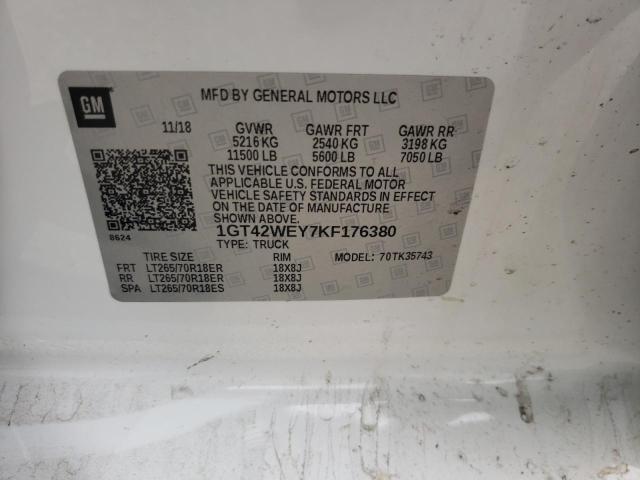 GM
MFD BY GENERAL MOTORS LLC
11/18 GVWR GAWR FRT GAWR RR
5216 KG 2540 KG 3198 KG
11500 LB 5600 LB 7050 LB
THIS VEHICLE CONFORMS TO ALL
APPLICABLE U.S. FEDERAL MOTOR
VEHICLE SAFETY STANDARDS IN EFFECT
ON THE DATE OF MANUFACTURE
SHOWN ABOVE.
8624
1GT42WEY7KF176380
TYPE: TRUCK
TIRE SIZE RIM MODEL: 70TK35743
FRT LT265/70R18ER 18X8J
RR LT265/70R18ER 18X8J
SPA LT265/70R18ES 18X8J